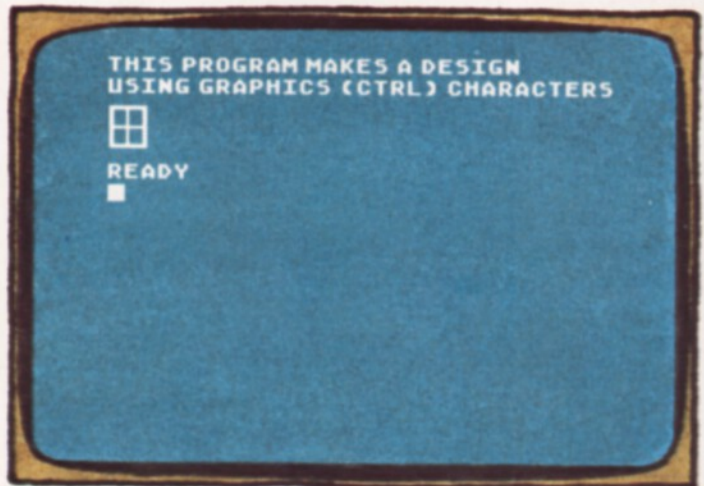 THIS PROGRAM MAKES A DESIGN
USING GRAPHICS (CTRL) CHARACTERS
READY